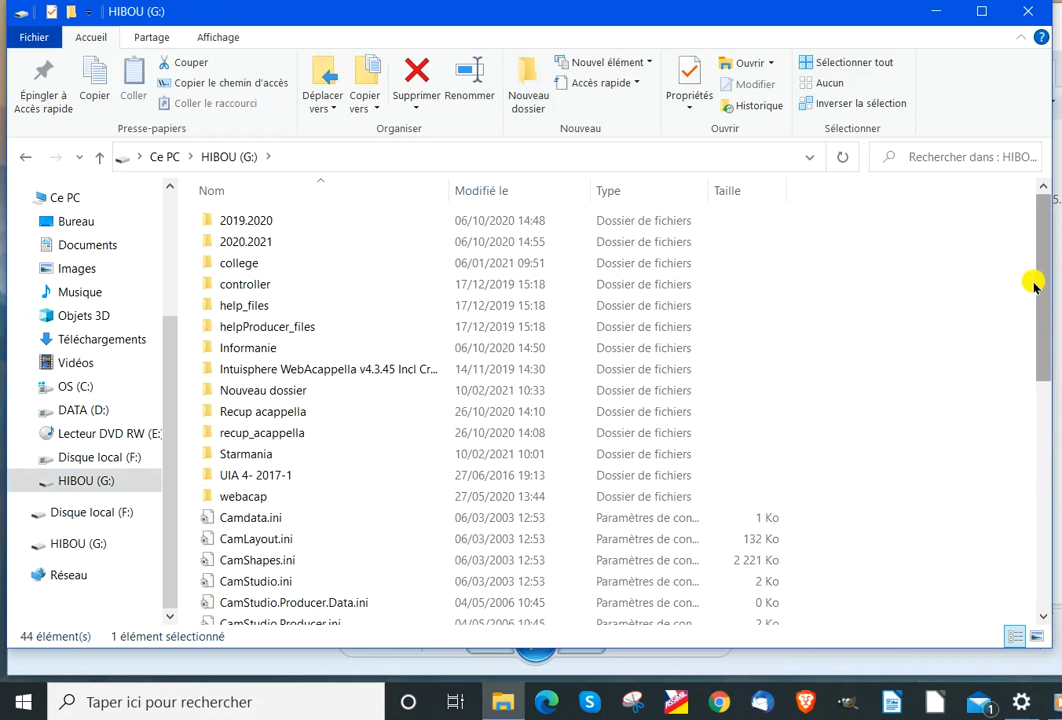 HIBOU (G:)
Fichier Accueil Partage Affichage
Épingler à Accès rapide
Copier
Coller
Couper
Copier le chemin d'accès
Coller le raccourci
Presse-papiers
Déplacer vers
Copier vers
Supprimer
Renommer
Organiser
Nouveau dossier
Nouvel élément
Accès rapide
Nouveau
Propriétés
Ouvrir
Modifier
Historique
Ouvrir
Sélectionner tout
Aucun
Inverser la sélection
Sélectionner
Ce PC > HIBOU (G:) >
Rechercher dans : HIBO...
Ce PC
Bureau
Documents
Images
Musique
Objets 3D
Téléchargements
Vidéos
OS (C:)
DATA (D:)
Lecteur DVD RW (E:
Disque local (F:)
HIBOU (G:)
Disque local (F:)
HIBOU (G:)
Réseau
Nom Modifié le Type Taille
2019.2020 06/10/2020 14:48 Dossier de fichiers
2020.2021 06/10/2020 14:55 Dossier de fichiers
college 06/01/2021 09:51 Dossier de fichiers
controller 17/12/2019 15:18 Dossier de fichiers
help_files 17/12/2019 15:18 Dossier de fichiers
helpProducer_files 17/12/2019 15:18 Dossier de fichiers
Informanie 06/10/2020 14:50 Dossier de fichiers
Intuisphere WebAcappella v4.3.45 Incl Cr... 14/11/2019 14:30 Dossier de fichiers
Nouveau dossier 10/02/2021 10:33 Dossier de fichiers
Recup acappella 26/10/2020 14:10 Dossier de fichiers
recup_acappella 26/10/2020 14:08 Dossier de fichiers
Starmania 10/02/2021 10:01 Dossier de fichiers
UIA 4- 2017-1 27/06/2016 19:13 Dossier de fichiers
webacap 27/05/2020 13:44 Dossier de fichiers
Camdata.ini 06/03/2003 12:53 Paramètres de con... 1 Ko
CamLayout.ini 06/03/2003 12:53 Paramètres de con... 132 Ko
CamShapes.ini 06/03/2003 12:53 Paramètres de con... 2 221 Ko
CamStudio.ini 06/03/2003 12:53 Paramètres de con... 2 Ko
CamStudio.Producer.Data.ini 04/05/2006 10:45 Paramètres de con... 0 Ko
CamStudio.Producer.ini 04/05/2006 10:45 Paramètres de con... 2 Ko
44 élément(s) 1 élément sélectionné
Taper ici pour rechercher
1